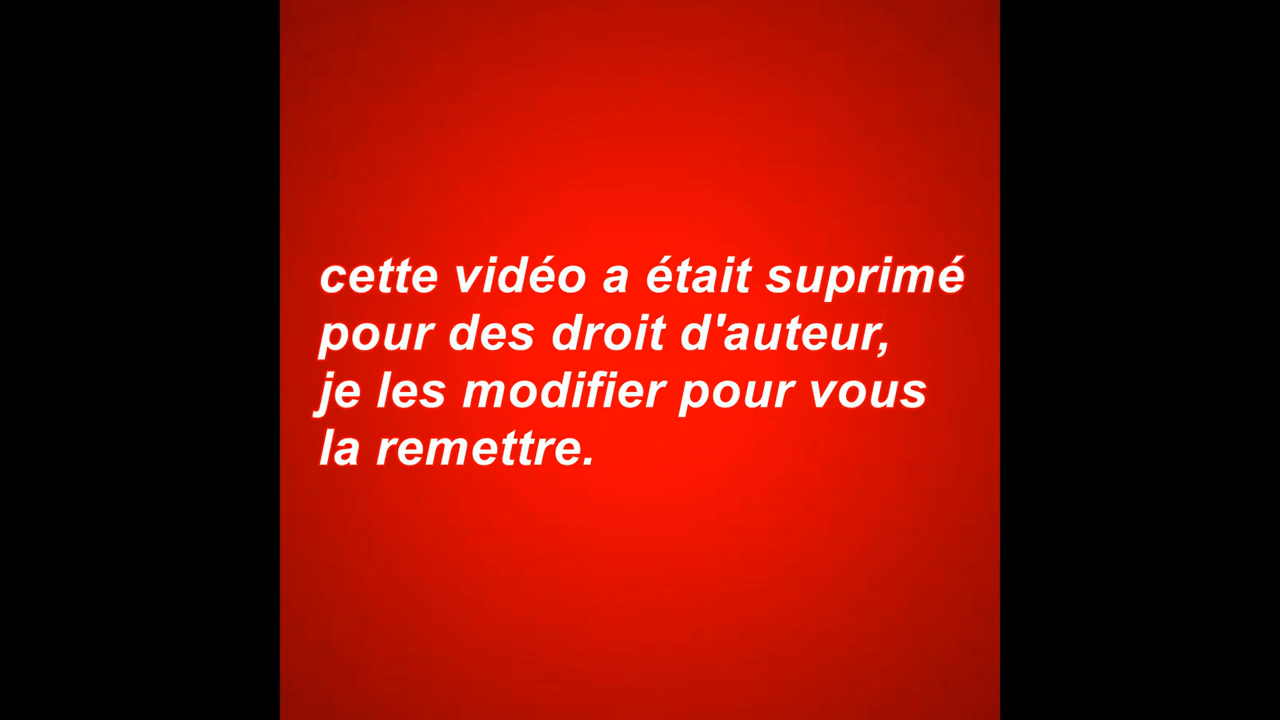 cette vidéo a était suprimé
pour des droit d'auteur,
je les modifier pour vous
la remettre.